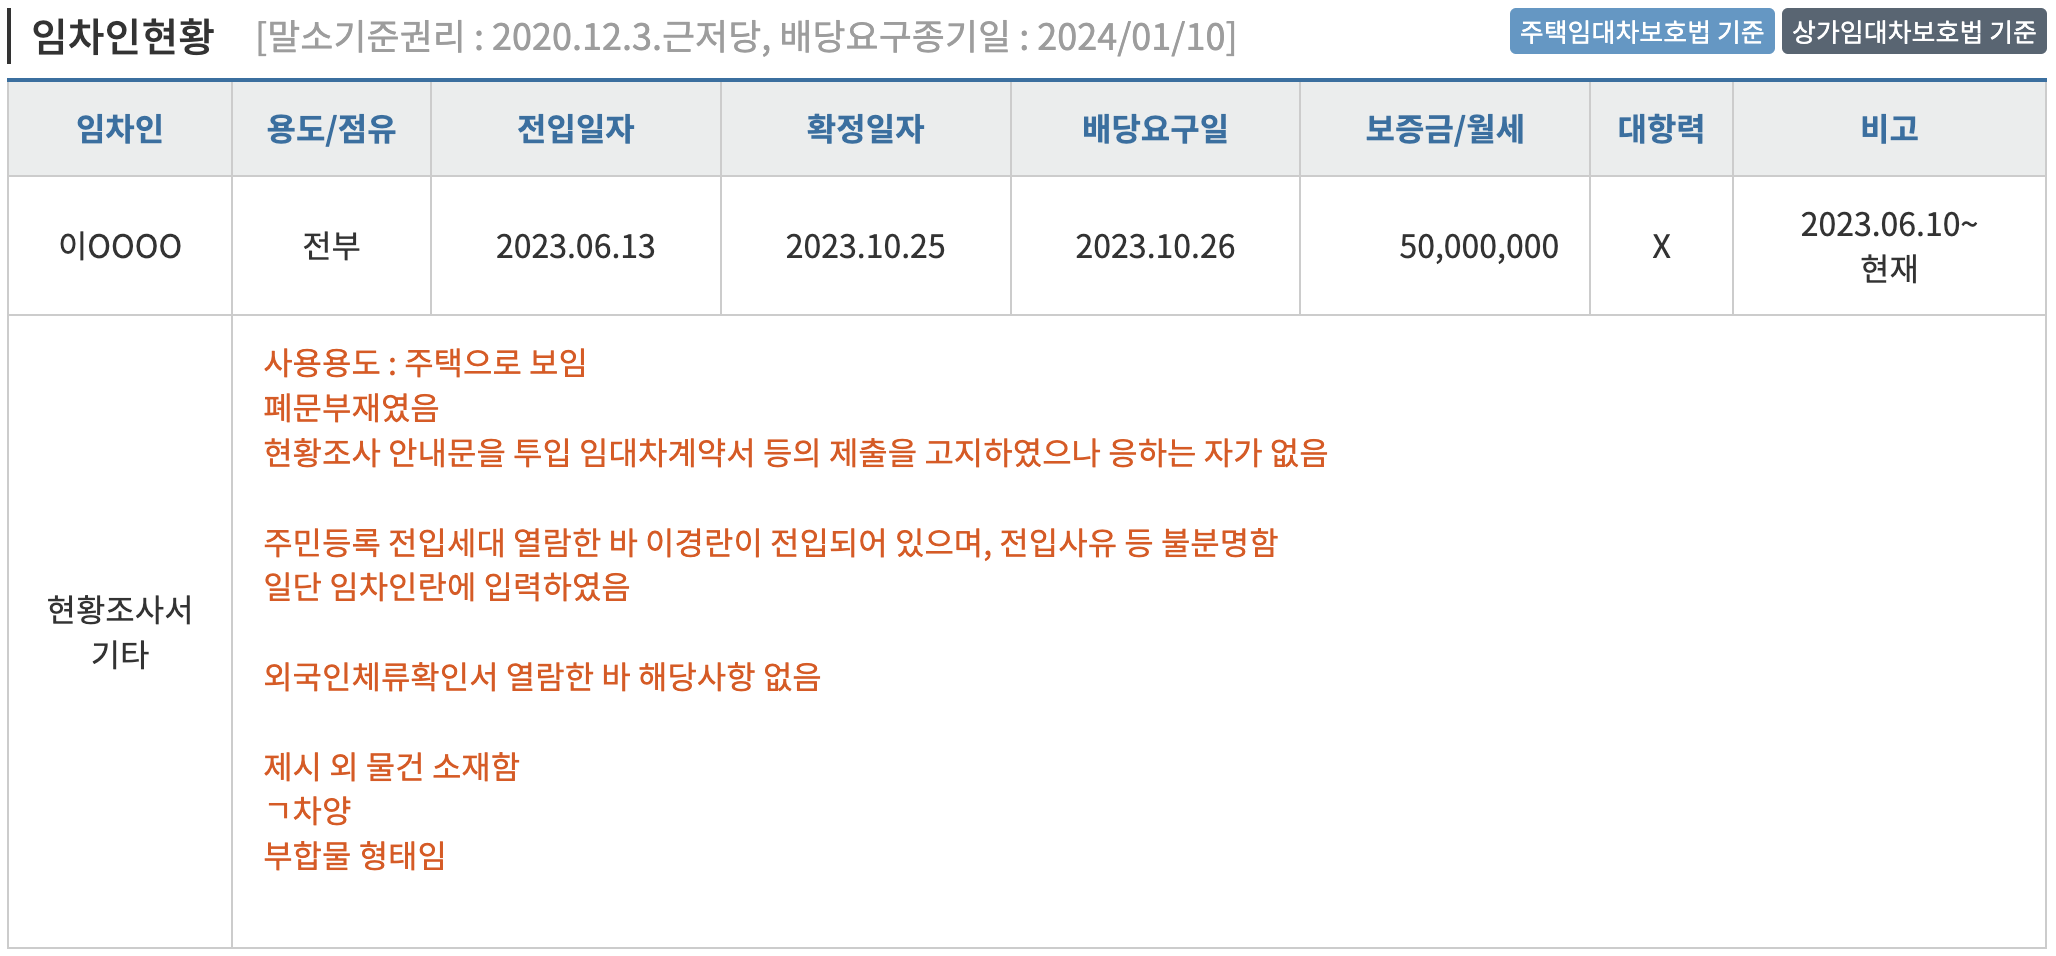 임차인현황 [말소기준권리 : 2020.12.3.근저당, 배당요구종기일 : 2024/01/10] 주택임대차보호법 기준 상가임대차보호법 기준
임차인 용도/점유 전입일자 확정일자 배당요구일 보증금/월세 대항력 비고
이OOOO 전부 2023.06.13 2023.10.25 2023.10.26 50,000,000 X 2023.06.10~
현재
현황조사서
기타
사용용도 : 주택으로 보임
폐문부재였음
현황조사 안내문을 투입 임대차계약서 등의 제출을 고지하였으나 응하는 자가 없음
주민등록 전입세대 열람한 바 이경란이 전입되어 있으며, 전입사유 등 불분명함
일단 임차인란에 입력하였음
외국인체류확인서 열람한 바 해당사항 없음
제시 외 물건 소재함
ㄱ차양
부합물 형태임